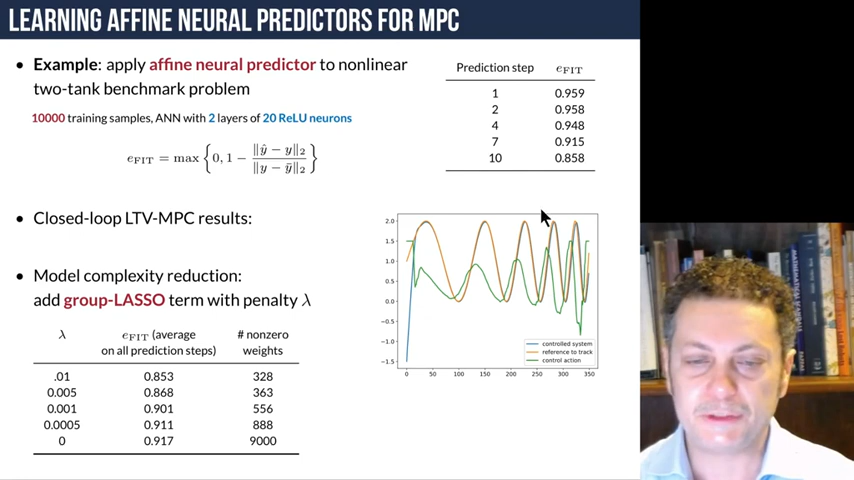 LEARNING AFFINE NEURAL PREDICTORS FOR MPC
• Example: apply affine neural predictor to nonlinear
two-tank benchmark problem
10000 training samples, ANN with 2 layers of 20 ReLU neurons
e_FIT = max { 0, 1 − ‖ŷ − y‖₂ / ‖y − ȳ‖₂ }
Prediction step e_FIT
1 0.959
2 0.958
4 0.948
7 0.915
10 0.858
• Closed-loop LTV-MPC results:
2.0
1.5
1.0
0.5
0.0
−0.5
−1.0
−1.5
0 50 100 150 200 250 300 350
controlled system
reference to track
control action
• Model complexity reduction:
add group-LASSO term with penalty λ
λ e_FIT (average # nonzero
on all prediction steps) weights
.01 0.853 328
0.005 0.868 363
0.001 0.901 556
0.0005 0.911 888
0 0.917 9000